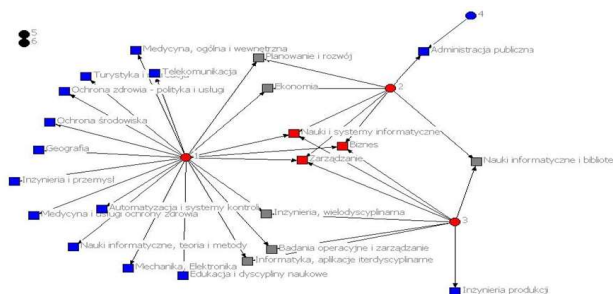 4
5
6
Medycyna, ogólna i wewnętrzna
Administracja publiczna
Planowanie i rozwój
Turystyka i
Telekomunikacja
Ochrona zdrowia - polityka i usługi
Ekonomia
2
Ochrona środowiska
Nauki i systemy informatyczne
Biznes
Geografia
1
Zarządzanie
Nauki informatyczne i bibliote
Inżynieria i przemysł
Automatyzacja i systemy kontroli
Medycyna i usługi ochrony zdrowia
Inżynieria, wielodyscyplinarna
3
Nauki informatyczne, teoria i metody
Badania operacyjne i zarządzanie
Mechanika, Elektronika
Informatyka, aplikacje iterdyscyplinarne
Edukacja i dyscypliny naukowe
Inżynieria produkcji